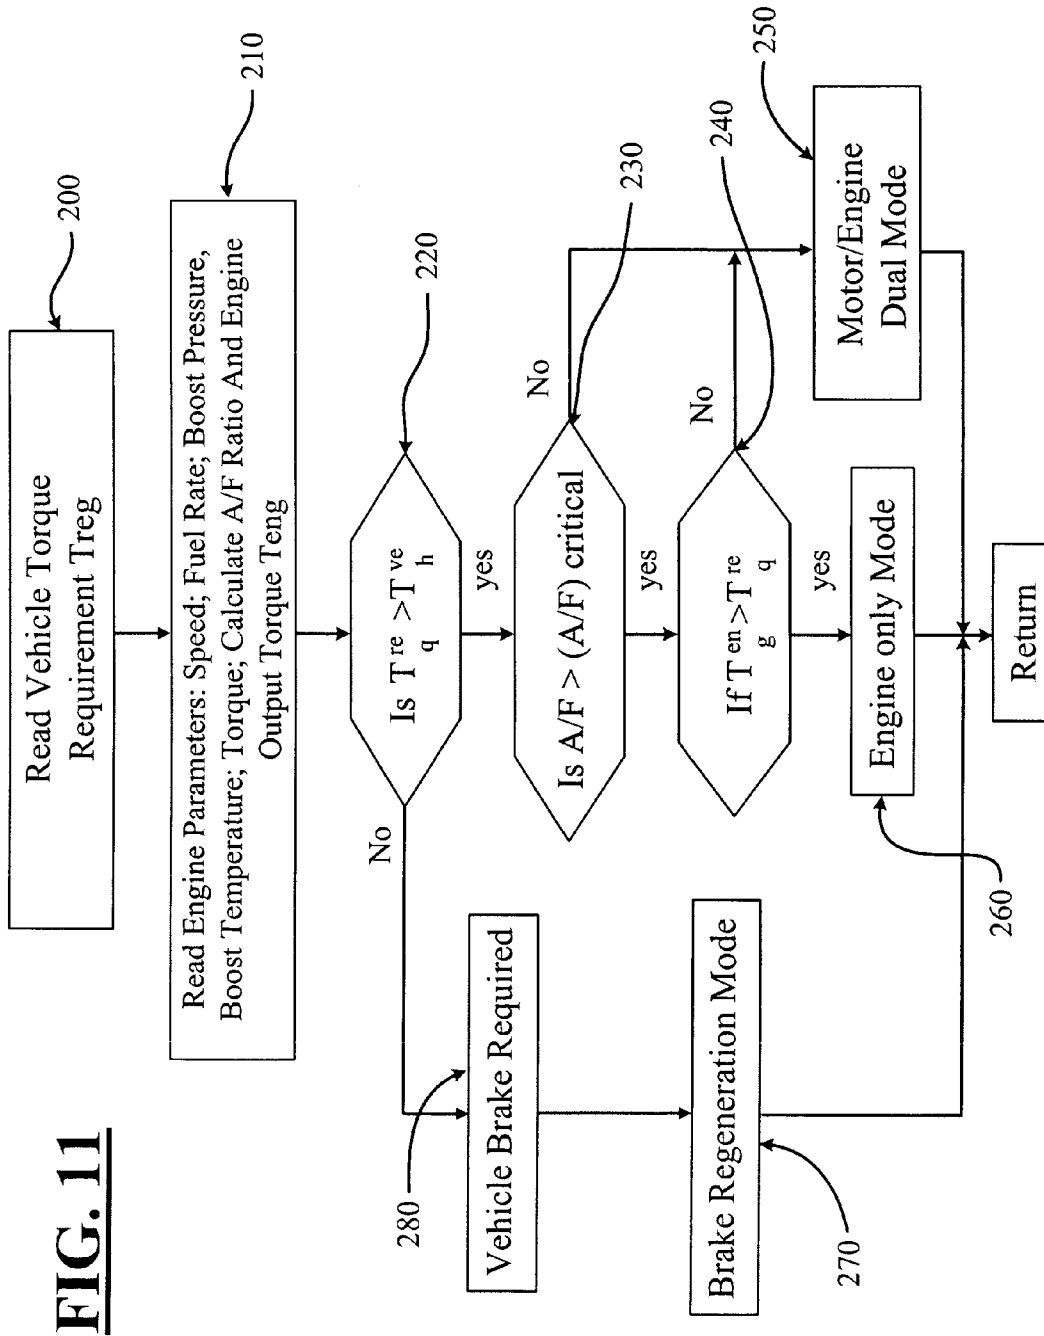 FIG. 11
Read Vehicle Torque
Requirement Treg
200
Read Engine Parameters: Speed; Fuel Rate; Boost Pressure,
Boost Temperature; Torque; Calculate A/F Ratio And Engine
Output Torque Teng
210
Is T re q >T ve h
220
No
yes
280
Vehicle Brake Required
Is A/F > (A/F) critical
230
No
yes
If T en g >T re q
240
No
yes
Brake Regeneration Mode
270
Engine only Mode
260
Motor/Engine
Dual Mode
250
Return